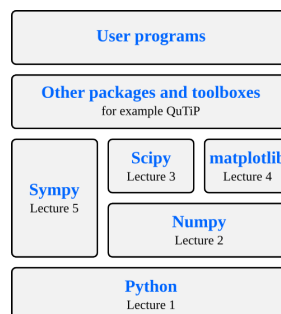 User programs
Other packages and toolboxes
for example QuTiP
Scipy
Lecture 3
matplotlib
Lecture 4
Sympy
Lecture 5
Numpy
Lecture 2
Python
Lecture 1